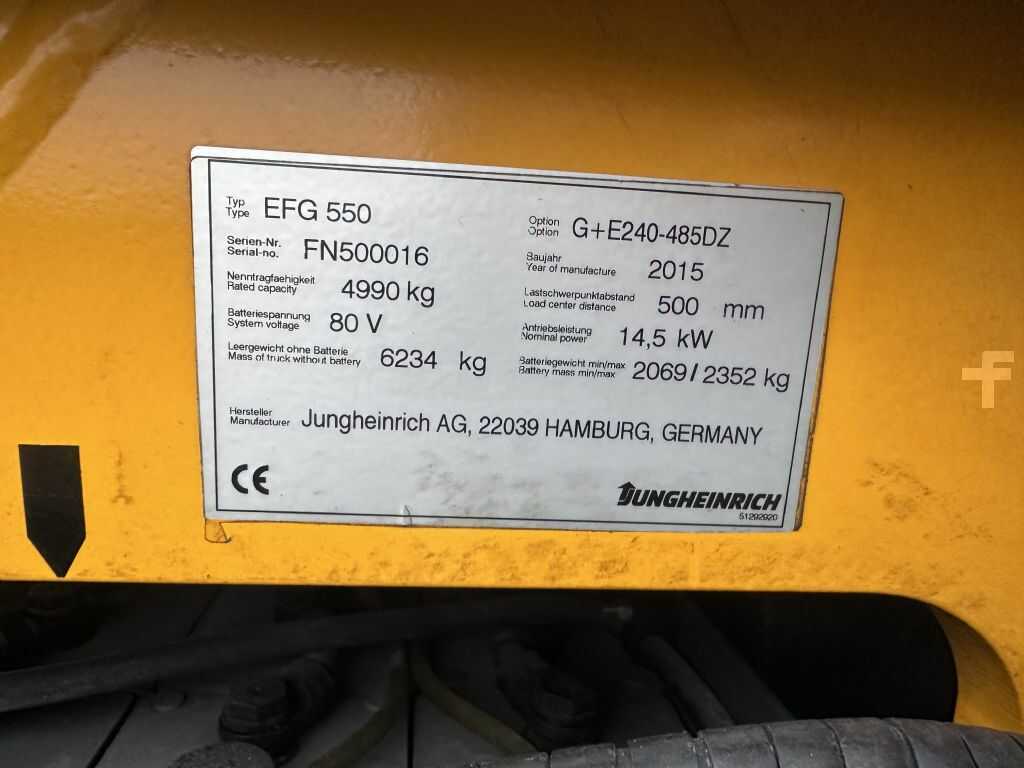 Typ
Type EFG 550
Option
Option G+E240-485DZ
Serien-Nr.
Serial-no. FN500016
Baujahr
Year of manufacture 2015
Nenntragfaehigkeit
Rated capacity 4990 kg
Lastschwerpunktabstand
Load center distance 500 mm
Batteriespannung
System voltage 80 V
Antriebsleistung
Nominal power 14,5 kW
Leergewicht ohne Batterie
Mass of truck without battery 6234 kg
Batteriegewicht min/max
Battery mass min/max 2069/2352 kg
Hersteller
Manufacturer Jungheinrich AG, 22039 HAMBURG, GERMANY
CE
JUNGHEINRICH
51292920
f